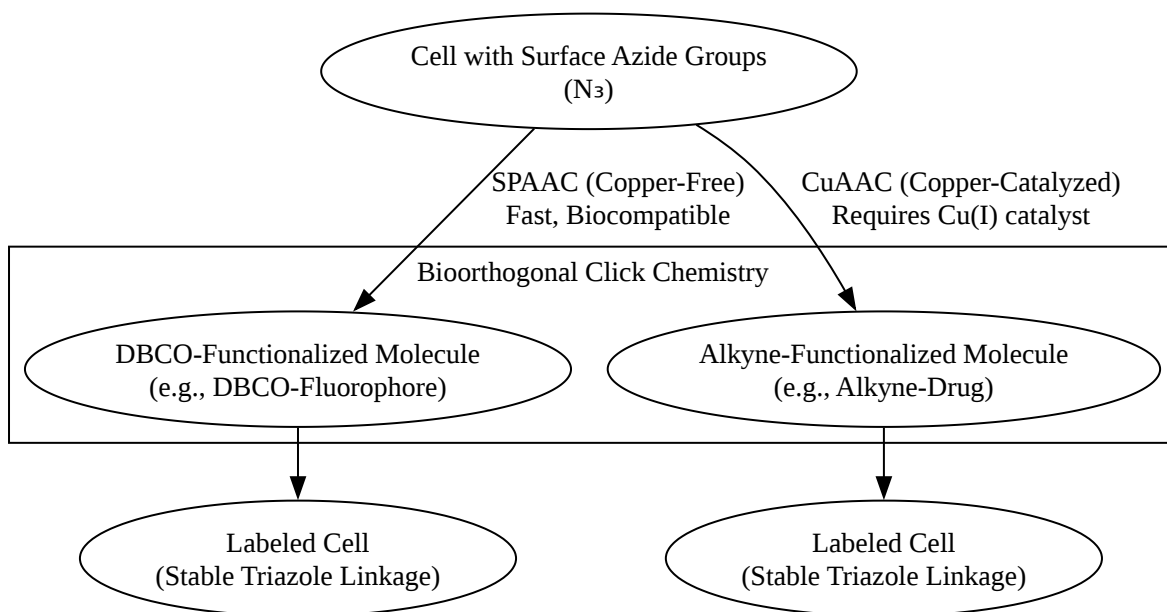 Cell with Surface Azide Groups
(N₃)
SPAAC (Copper-Free)
Fast, Biocompatible
CuAAC (Copper-Catalyzed)
Requires Cu(I) catalyst
Bioorthogonal Click Chemistry
DBCO-Functionalized Molecule
(e.g., DBCO-Fluorophore)
Alkyne-Functionalized Molecule
(e.g., Alkyne-Drug)
Labeled Cell
(Stable Triazole Linkage)
Labeled Cell
(Stable Triazole Linkage)